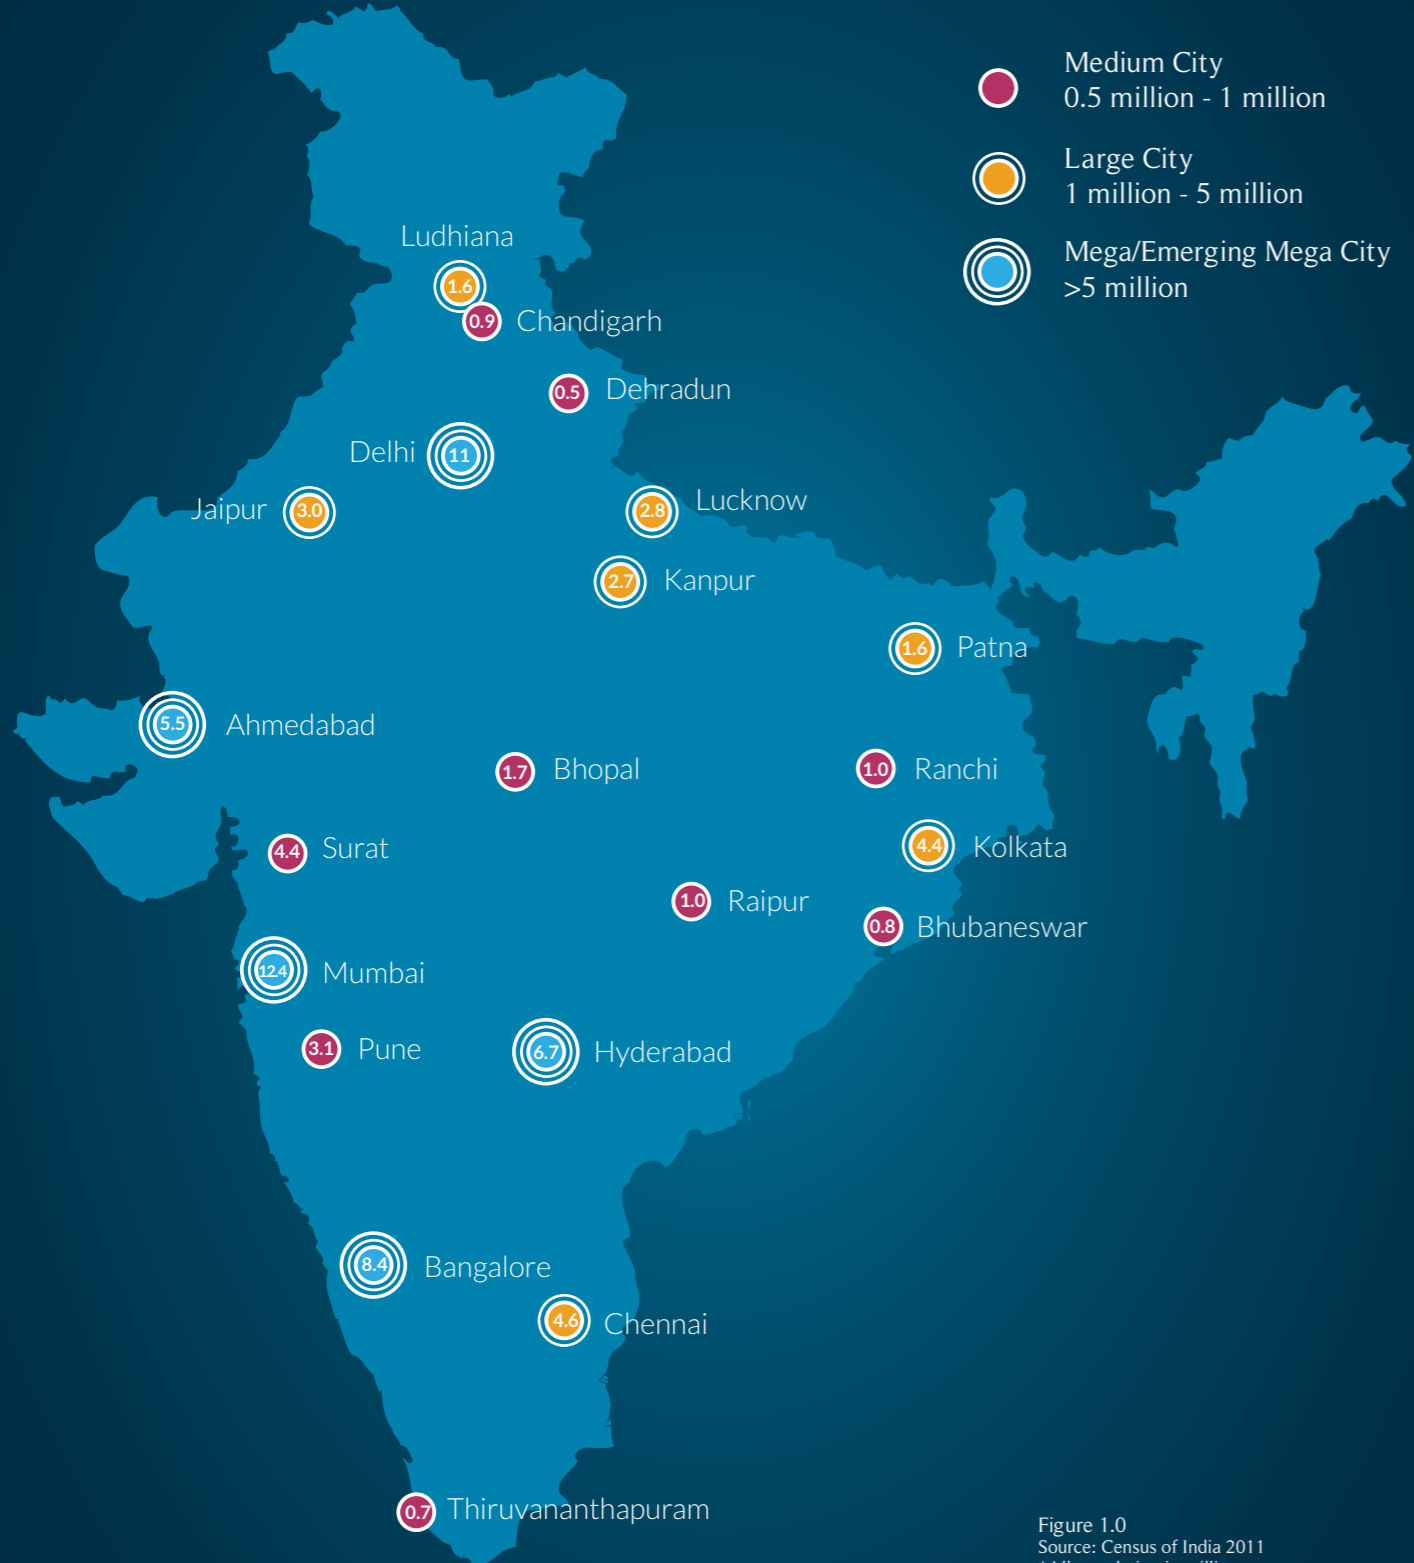 Medium City
0.5 million - 1 million
Large City
1 million - 5 million
Mega/Emerging Mega City
>5 million
Ludhiana
1.6
0.9 Chandigarh
0.5 Dehradun
Delhi 11
Jaipur 3.0
2.8 Lucknow
2.7 Kanpur
1.6 Patna
5.5 Ahmedabad
1.7 Bhopal
1.0 Ranchi
4.4 Surat
4.4 Kolkata
1.0 Raipur
0.8 Bhubaneswar
12.4 Mumbai
3.1 Pune
6.7 Hyderabad
8.4 Bangalore
4.6 Chennai
0.7 Thiruvananthapuram
Figure 1.0
Source: Census of India 2011